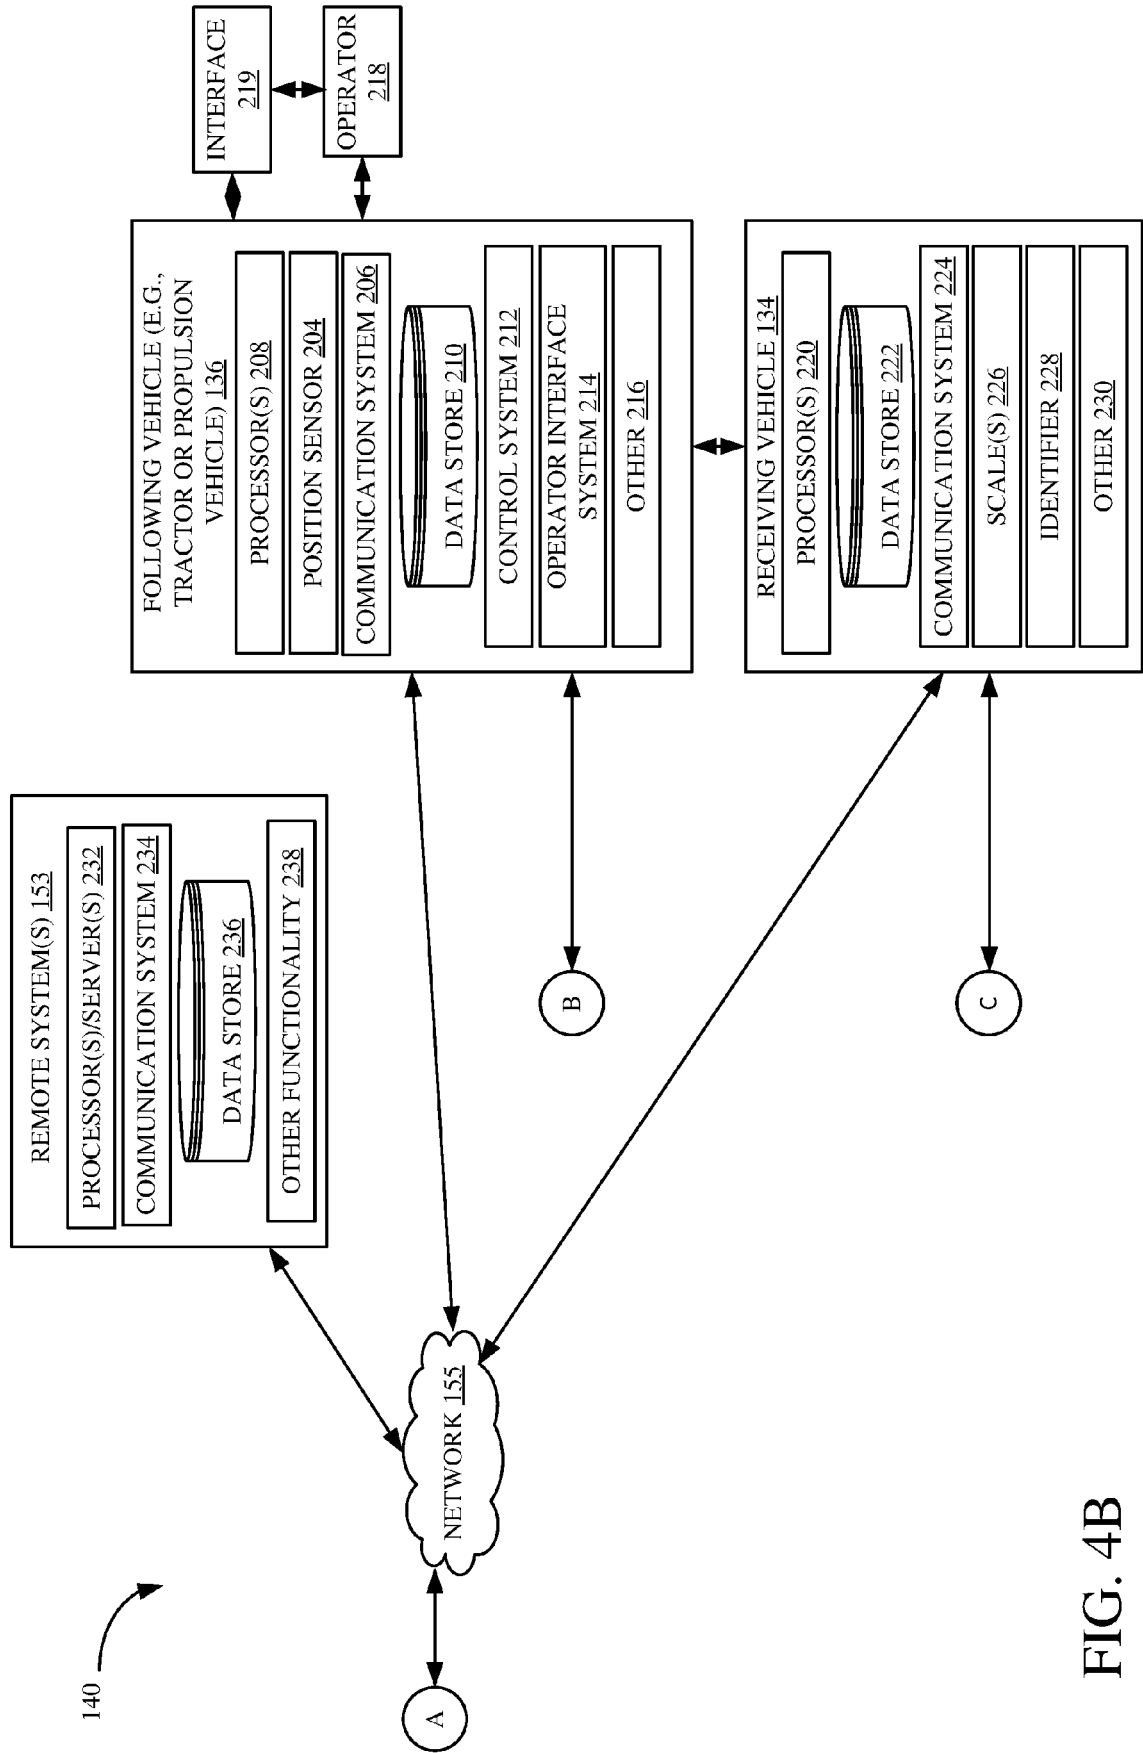 140
REMOTE SYSTEM(S) 153
PROCESSOR(S)/SERVER(S) 232
COMMUNICATION SYSTEM 234
DATA STORE 236
OTHER FUNCTIONALITY 238
A
NETWORK 155
B
C
FOLLOWING VEHICLE (E.G.,
TRACTOR OR PROPULSION
VEHICLE) 136
PROCESSOR(S) 208
POSITION SENSOR 204
COMMUNICATION SYSTEM 206
DATA STORE 210
CONTROL SYSTEM 212
OPERATOR INTERFACE
SYSTEM 214
OTHER 216
INTERFACE
219
OPERATOR
218
RECEIVING VEHICLE 134
PROCESSOR(S) 220
DATA STORE 222
COMMUNICATION SYSTEM 224
SCALE(S) 226
IDENTIFIER 228
OTHER 230
FIG. 4B